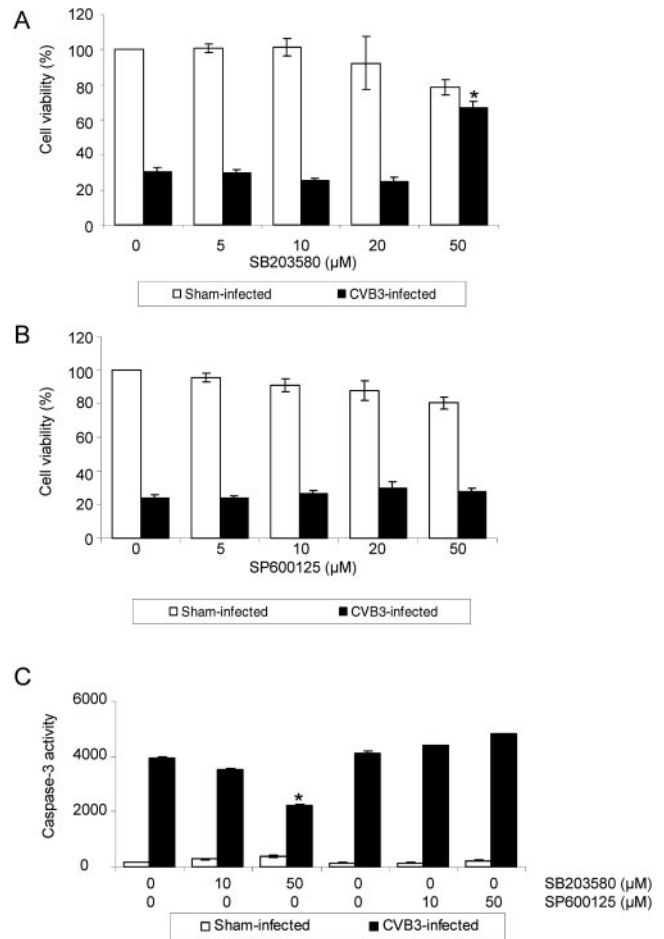 A
Cell viability (%)
120
100
80
60
40
20
0
*
0 5 10 20 50
SB203580 (µM)
Sham-infected CVB3-infected
B
Cell viability (%)
120
100
80
60
40
20
0
0 5 10 20 50
SP600125 (µM)
Sham-infected CVB3-infected
C
Caspase-3 activity
6000
4000
2000
0
*
0 10 50 0 0 0 SB203580 (µM)
0 0 0 0 10 50 SP600125 (µM)
Sham-infected CVB3-infected